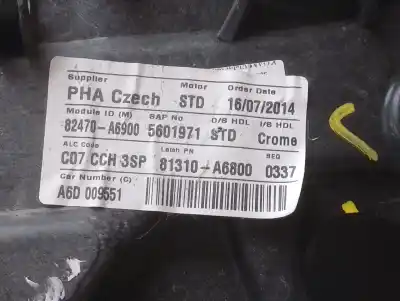 Supplier Motor Order Date
PHA Czech STD 16/07/2014
Module ID (M) SAP No O/B HDL I/B HDL
82470-A6900 5601971 STD Crome
ALC Code Latch PN SEQ
C07 CCH 3SP 81310-A6800 0337
Car Number (C)
A6D 009551